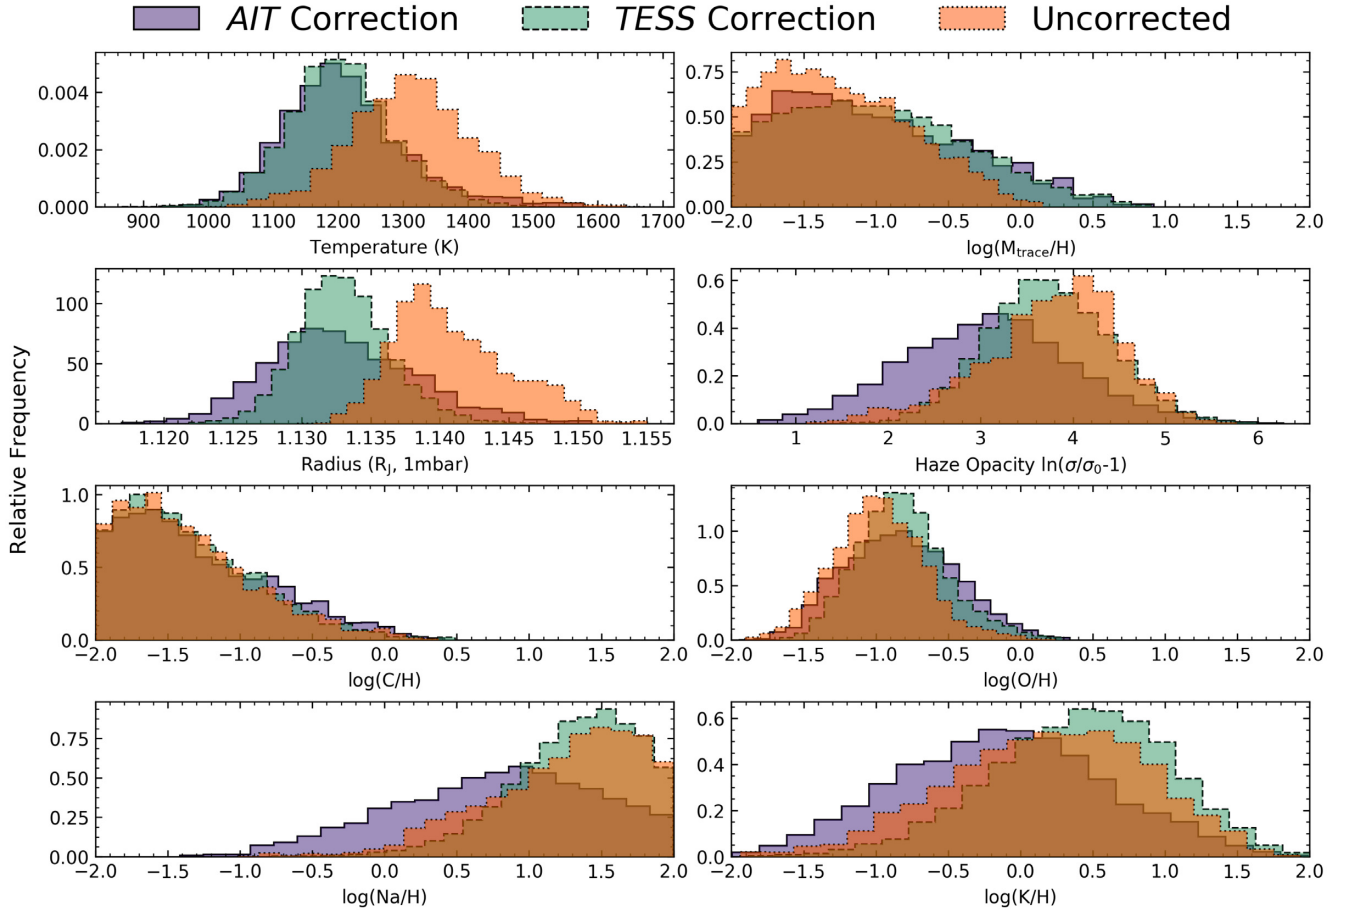 AIT Correction TESS Correction Uncorrected
0.004
0.002
0.000
900 1000 1100 1200 1300 1400 1500 1600 1700
Temperature (K)
0.75
0.50
0.25
0.00
−2.0 −1.5 −1.0 −0.5 0.0 0.5 1.0 1.5 2.0
log(Mtrace/H)
Relative Frequency
100
50
0
1.120 1.125 1.130 1.135 1.140 1.145 1.150 1.155
Radius (RJ, 1mbar)
0.6
0.4
0.2
0.0
1 2 3 4 5 6
Haze Opacity ln(σ/σ0-1)
1.0
0.5
0.0
−2.0 −1.5 −1.0 −0.5 0.0 0.5 1.0 1.5 2.0
log(C/H)
1.0
0.5
0.0
−2.0 −1.5 −1.0 −0.5 0.0 0.5 1.0 1.5 2.0
log(O/H)
0.75
0.50
0.25
0.00
−2.0 −1.5 −1.0 −0.5 0.0 0.5 1.0 1.5 2.0
log(Na/H)
0.6
0.4
0.2
0.0
−2.0 −1.5 −1.0 −0.5 0.0 0.5 1.0 1.5 2.0
log(K/H)